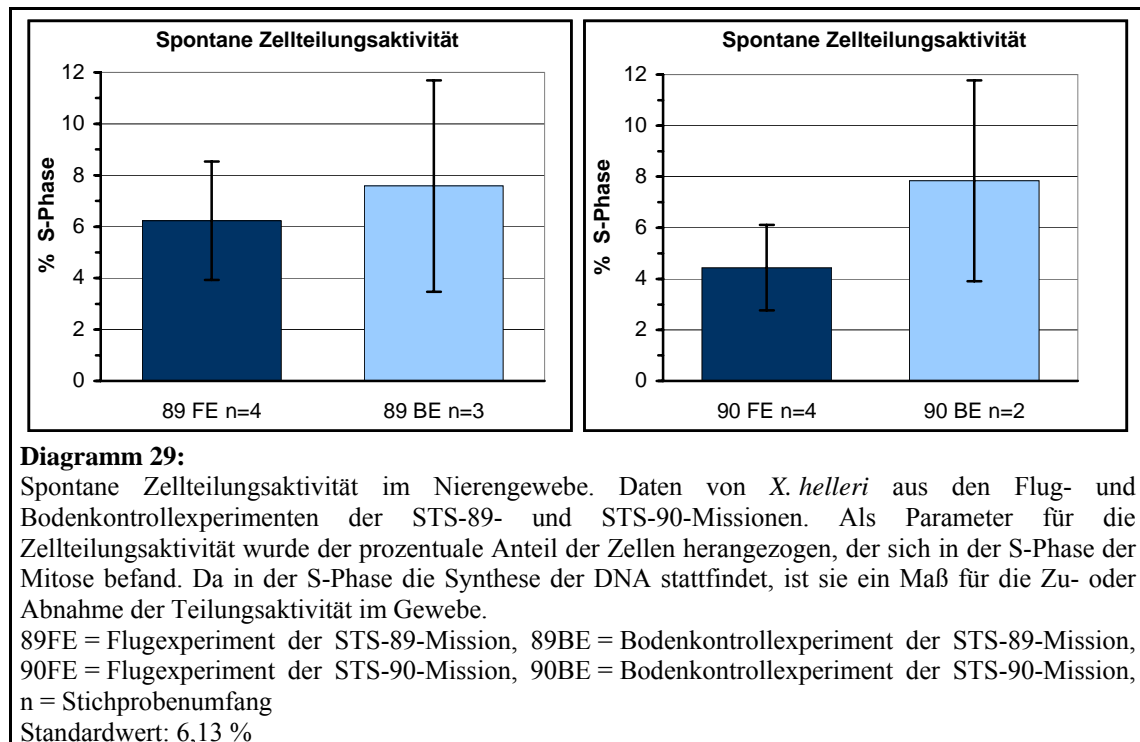 Spontane Zellteilungsaktivität
12
10
8
6
4
2
0
% S-Phase
89 FE n=4 89 BE n=3
Spontane Zellteilungsaktivität
12
10
8
6
4
2
0
% S-Phase
90 FE n=4 90 BE n=2
Diagramm 29:
Spontane Zellteilungsaktivität im Nierengewebe. Daten von X. helleri aus den Flug- und
Bodenkontrollexperimenten der STS-89- und STS-90-Missionen. Als Parameter für die
Zellteilungsaktivität wurde der prozentuale Anteil der Zellen herangezogen, der sich in der S-Phase der
Mitose befand. Da in der S-Phase die Synthese der DNA stattfindet, ist sie ein Maß für die Zu- oder
Abnahme der Teilungsaktivität im Gewebe.
89FE = Flugexperiment der STS-89-Mission, 89BE = Bodenkontrollexperiment der STS-89-Mission,
90FE = Flugexperiment der STS-90-Mission, 90BE = Bodenkontrollexperiment der STS-90-Mission,
n = Stichprobenumfang
Standardwert: 6,13 %